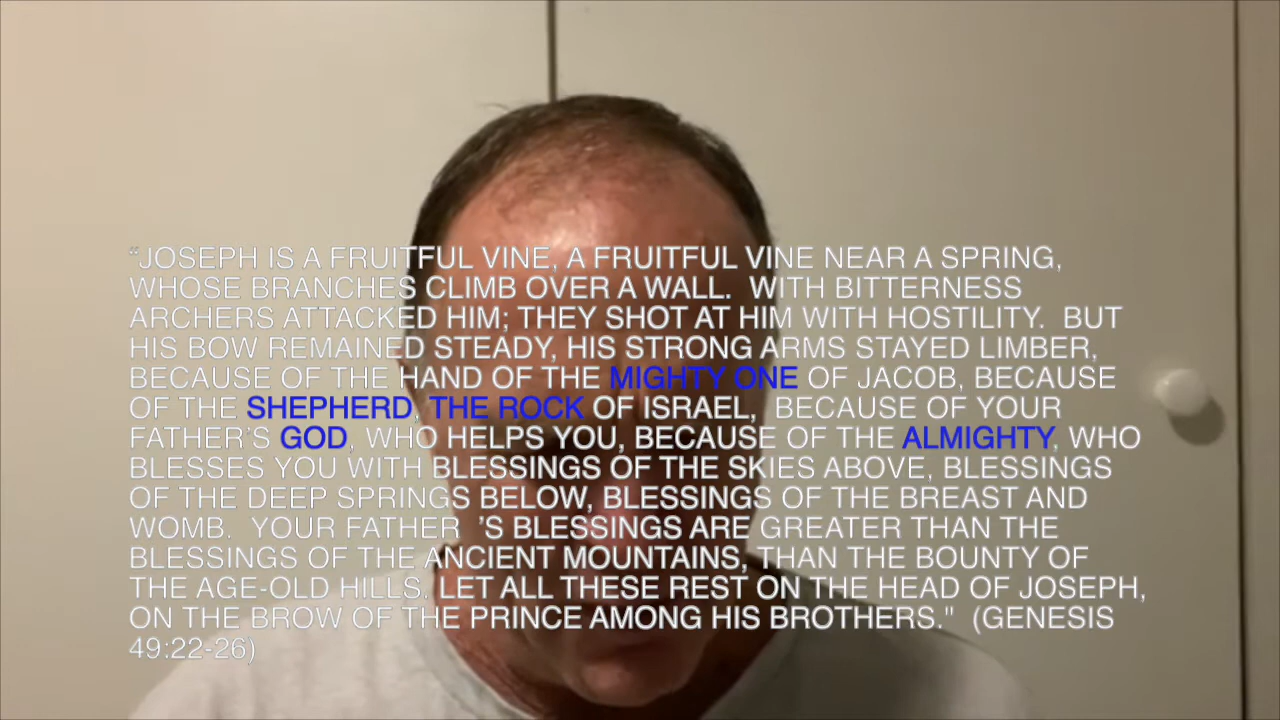 “JOSEPH IS A FRUITFUL VINE, A FRUITFUL VINE NEAR A SPRING,
WHOSE BRANCHES CLIMB OVER A WALL. WITH BITTERNESS
ARCHERS ATTACKED HIM; THEY SHOT AT HIM WITH HOSTILITY. BUT
HIS BOW REMAINED STEADY, HIS STRONG ARMS STAYED LIMBER,
BECAUSE OF THE HAND OF THE MIGHTY ONE OF JACOB, BECAUSE
OF THE SHEPHERD, THE ROCK OF ISRAEL, BECAUSE OF YOUR
FATHER’S GOD, WHO HELPS YOU, BECAUSE OF THE ALMIGHTY, WHO
BLESSES YOU WITH BLESSINGS OF THE SKIES ABOVE, BLESSINGS
OF THE DEEP SPRINGS BELOW, BLESSINGS OF THE BREAST AND
WOMB. YOUR FATHER ’S BLESSINGS ARE GREATER THAN THE
BLESSINGS OF THE ANCIENT MOUNTAINS, THAN THE BOUNTY OF
THE AGE-OLD HILLS. LET ALL THESE REST ON THE HEAD OF JOSEPH,
ON THE BROW OF THE PRINCE AMONG HIS BROTHERS." (GENESIS
49:22-26)